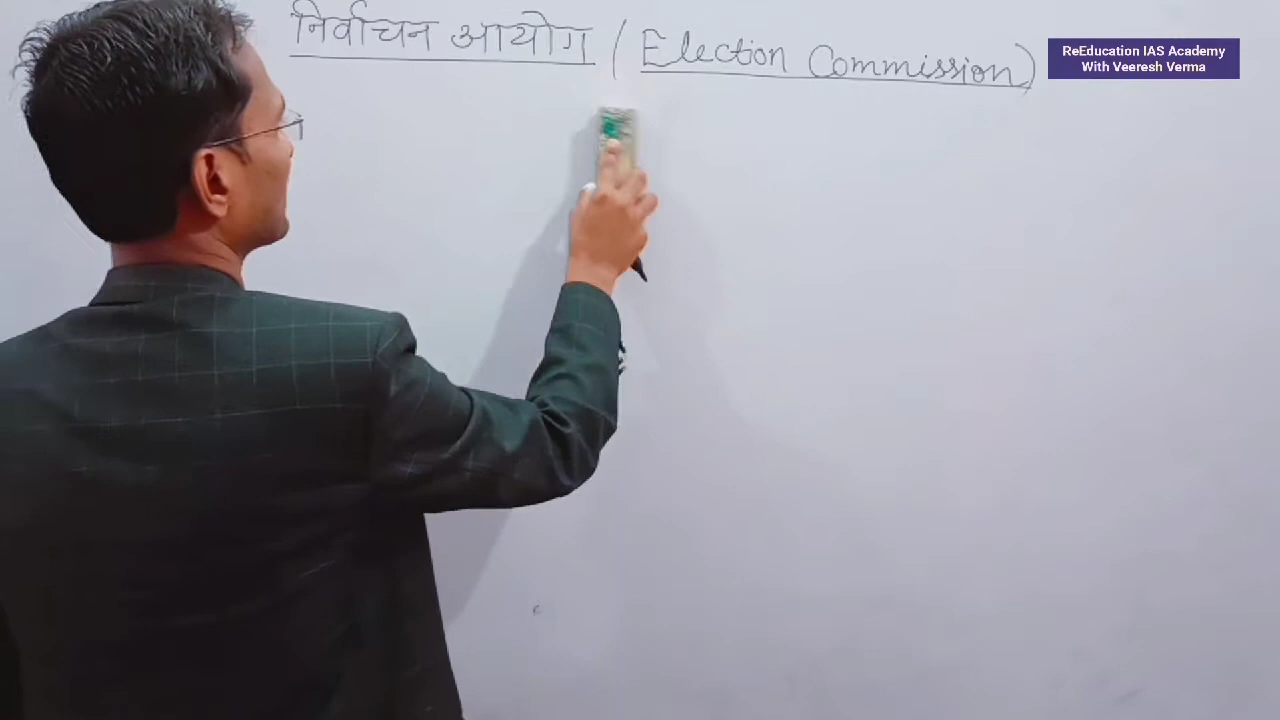 निर्वाचन आयोग (Election Commission)
ReEducation IAS Academy
With Veeresh Verma